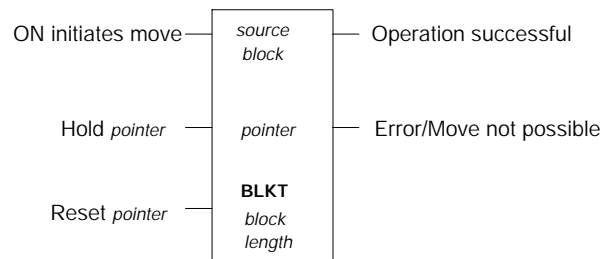 ON initiates move
source
block
Operation successful
Hold pointer
pointer
Error/Move not possible
Reset pointer
BLKT
block
length